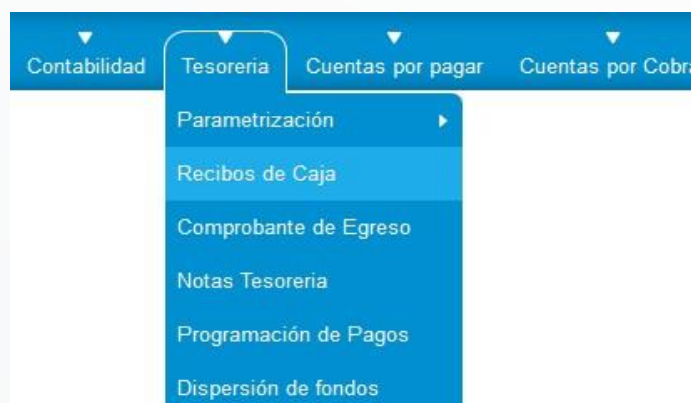 Contabilidad
Tesoreria
Cuentas por pagar
Cuentas por
Parametrización
Recibos de Caja
Comprobante de Egreso
Notas Tesoreria
Programación de Pagos
Dispersión de fondos